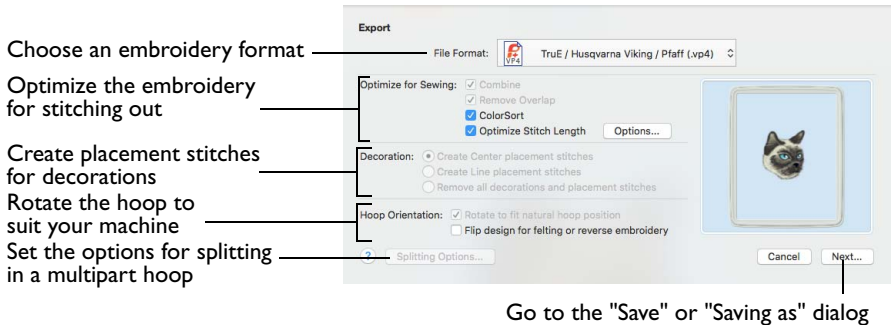 Export
Choose an embroidery format
File Format:
VP4
TruE / Husqvarna Viking / Pfaff (.vp4)
Optimize the embroidery
for stitching out
Optimize for Sewing:
Combine
Remove Overlap
ColorSort
Optimize Stitch Length
Options...
Create placement stitches
for decorations
Decoration:
Create Center placement stitches
Create Line placement stitches
Remove all decorations and placement stitches
Rotate the hoop to
suit your machine
Hoop Orientation:
Rotate to fit natural hoop position
Flip design for felting or reverse embroidery
Set the options for splitting
in a multipart hoop
?
Splitting Options...
Cancel
Next...
Go to the "Save" or "Saving as" dialog